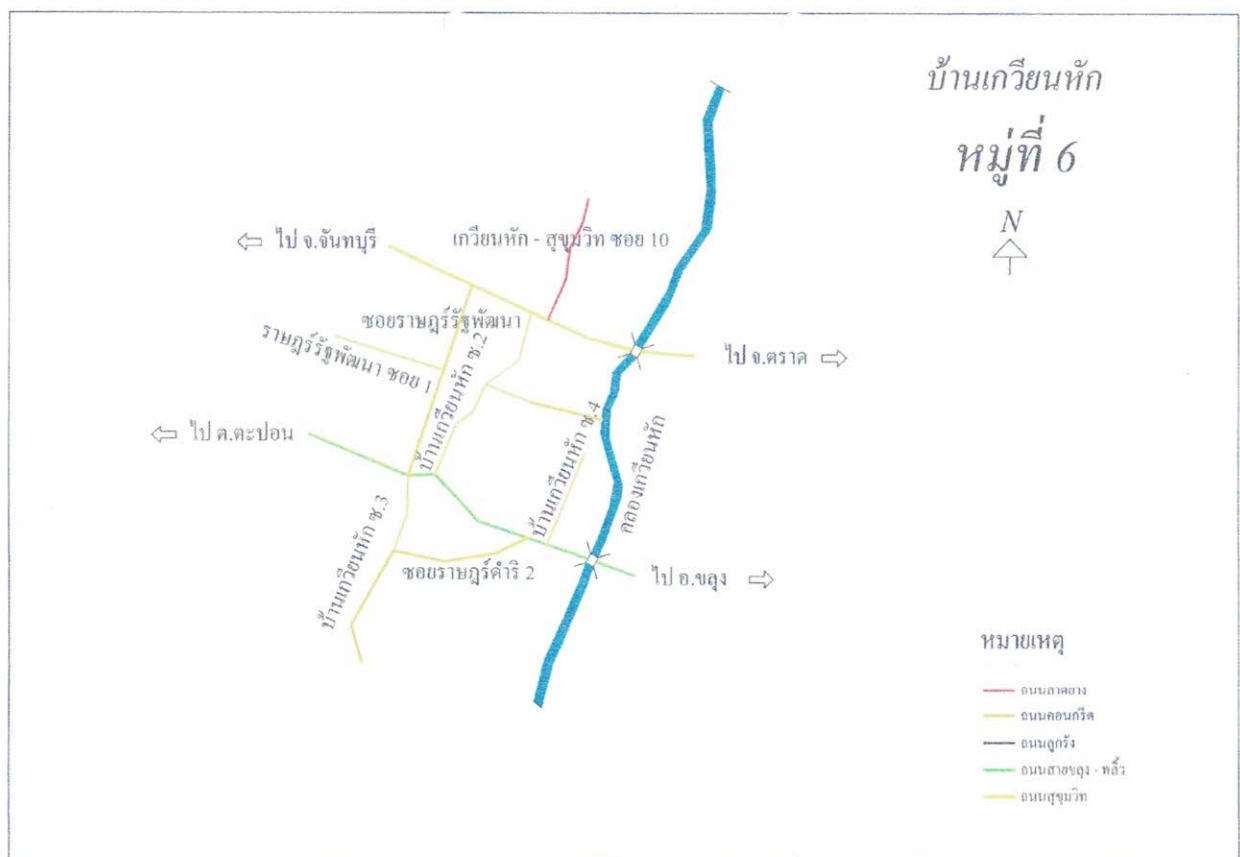 บ้านเกวียนหัก
หมู่ที่ 6
N
⇦ ไป จ.จันทบุรี
เกวียนหัก - สุขุมวิท ซอย 10
ซอยราษฎร์รัฐพัฒนา
ราษฎร์รัฐพัฒนา ซอย 1
บ้านเกวียนหัก ซ.2
ไป จ.ตราด ⇨
⇦ ไป ต.ตะปอน
บ้านเกวียนหัก ซ.4
คลองเกวียนหัก
บ้านเกวียนหัก ซ.3
ซอยราษฎร์ดำริ 2
ไป อ.ขลุง ⇨
หมายเหตุ
ถนนลาดยาง
ถนนคอนกรีต
ถนนลูกรัง
ถนนสายขลุง - พลิ้ว
ถนนสุขุมวิท